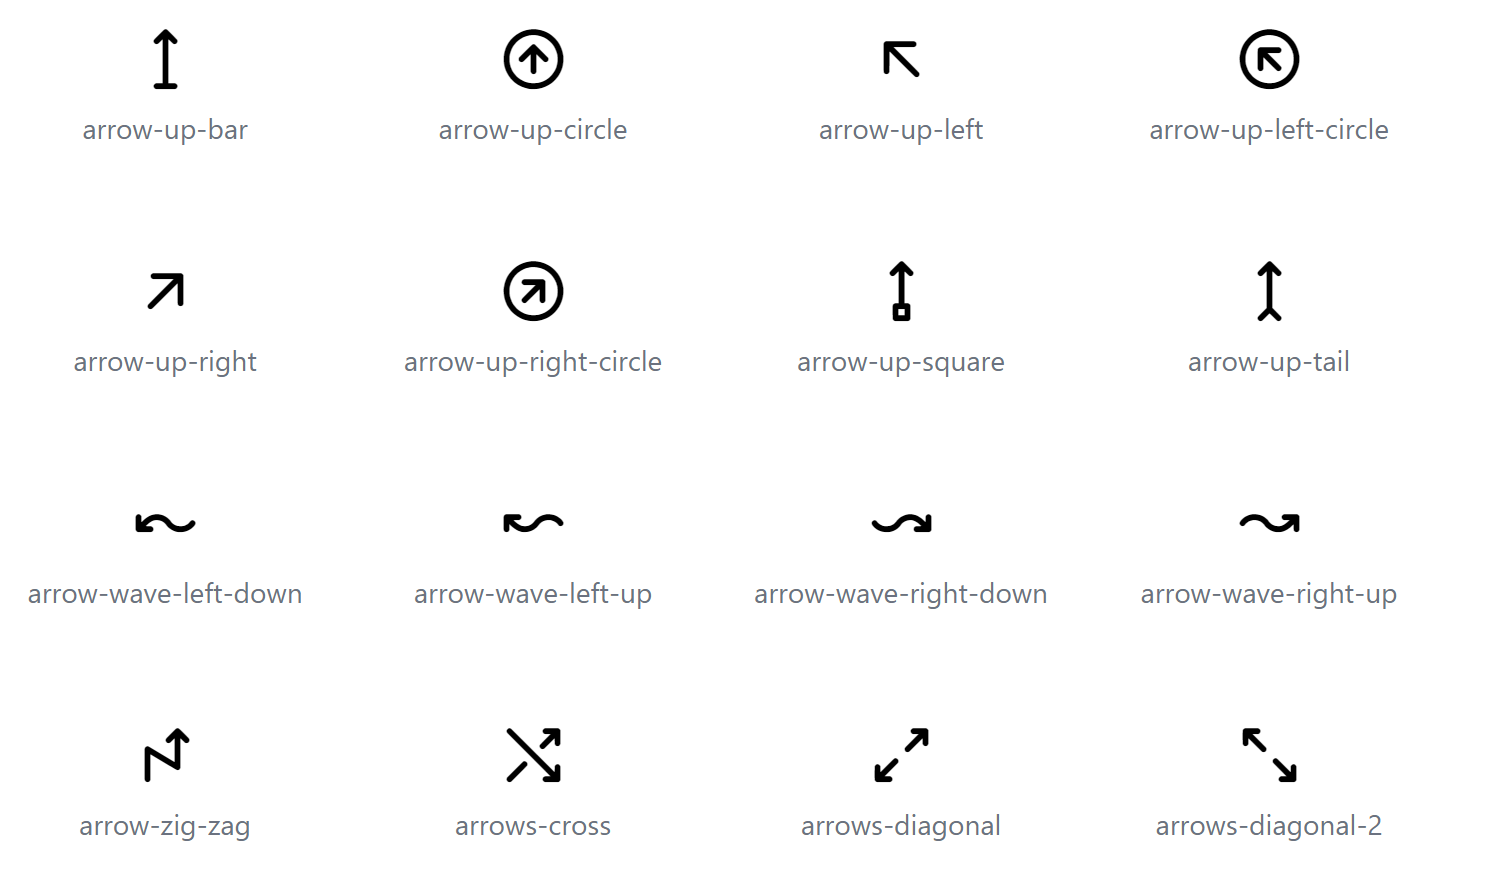 arrow-up-bar
arrow-up-circle
arrow-up-left
arrow-up-left-circle
arrow-up-right
arrow-up-right-circle
arrow-up-square
arrow-up-tail
arrow-wave-left-down
arrow-wave-left-up
arrow-wave-right-down
arrow-wave-right-up
arrow-zig-zag
arrows-cross
arrows-diagonal
arrows-diagonal-2